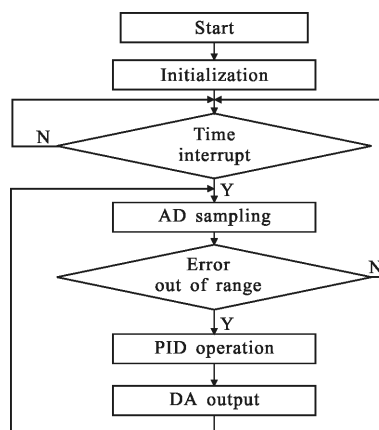 Start
Initialization
N
Time
interrupt
Y
AD sampling
Error
out of range
N
Y
PID operation
DA output